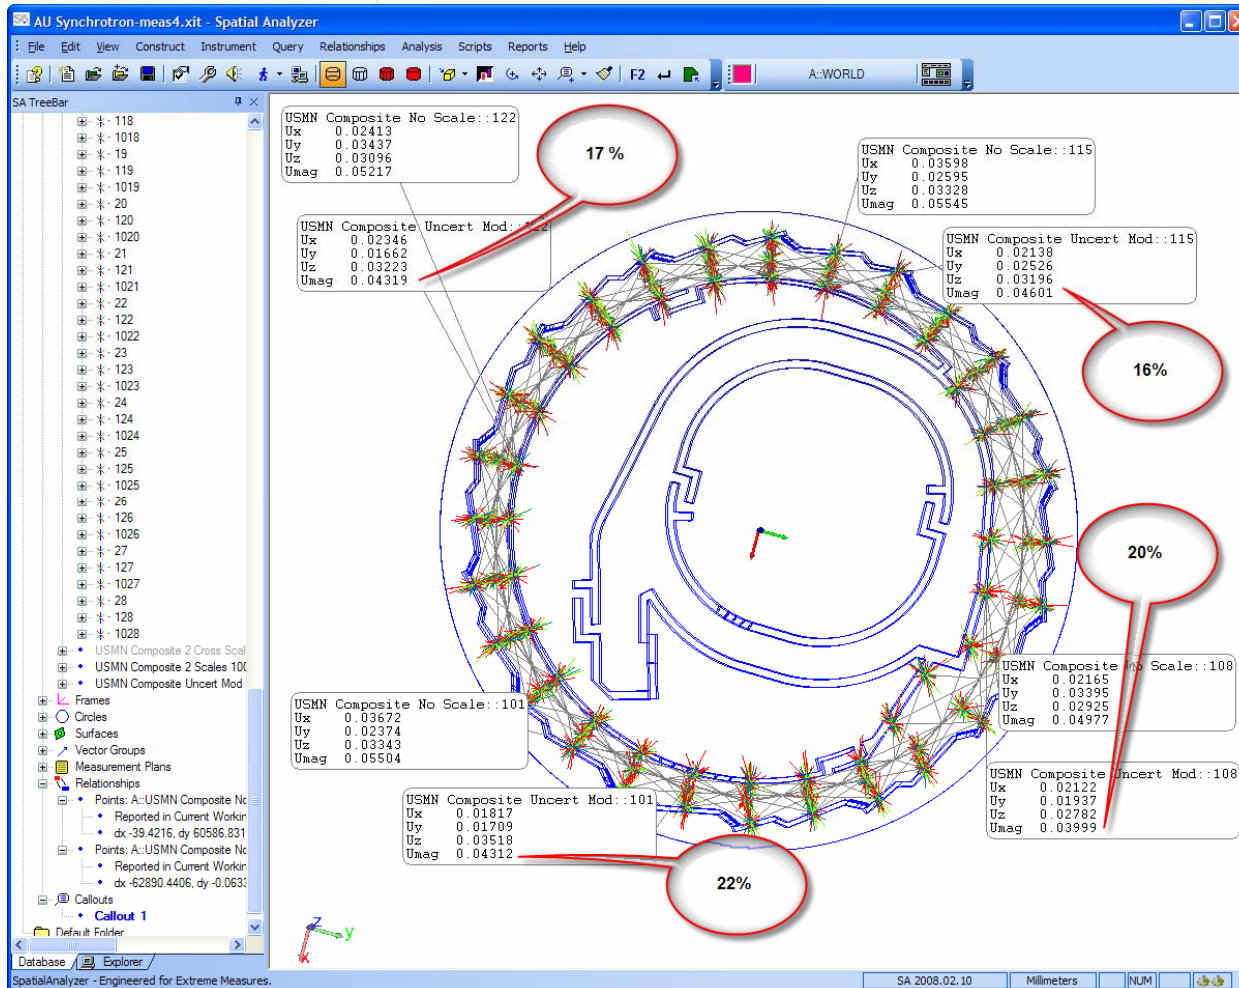 AU Synchrotron-meas4.xit - Spatial Analyzer
File Edit View Construct Instrument Query Relationships Analysis Scripts Reports Help
F2
A::WORLD
SA TreeBar
118
1018
19
119
1019
20
120
1020
21
121
1021
22
122
1022
23
123
1023
24
124
1024
25
125
1025
26
126
1026
27
127
1027
28
128
1028
USMN Composite 2 Cross Scal
USMN Composite 2 Scales 100
USMN Composite Uncert Mod
Frames
Circles
Surfaces
Vector Groups
Measurement Plans
Relationships
Points: A::USMN Composite No
Reported in Current Workin
dx -39.4216, dy 60586.831
Points: A::USMN Composite No
Reported in Current Workin
dx -62890.4406, dy -0.0633
Callouts
Callout 1
Default Folder
Database Explorer
USMN Composite No Scale::122
Ux 0.02413
Uy 0.03437
Uz 0.03096
Umag 0.05217
17 %
USMN Composite Uncert Mod::122
Ux 0.02346
Uy 0.01662
Uz 0.03223
Umag 0.04319
USMN Composite No Scale::115
Ux 0.03598
Uy 0.02595
Uz 0.03328
Umag 0.05545
USMN Composite Uncert Mod::115
Ux 0.02138
Uy 0.02526
Uz 0.03196
Umag 0.04601
16%
20%
USMN Composite No Scale::108
Ux 0.02165
Uy 0.03395
Uz 0.02925
Umag 0.04977
USMN Composite Uncert Mod::108
Ux 0.02122
Uy 0.01937
Uz 0.02782
Umag 0.03999
USMN Composite No Scale::101
Ux 0.03672
Uy 0.02374
Uz 0.03343
Umag 0.05504
USMN Composite Uncert Mod::101
Ux 0.01817
Uy 0.01709
Uz 0.03518
Umag 0.04312
22%
z
y
x
SpatialAnalyzer - Engineered for Extreme Measures.
SA 2008.02.10
Millimeters
NUM